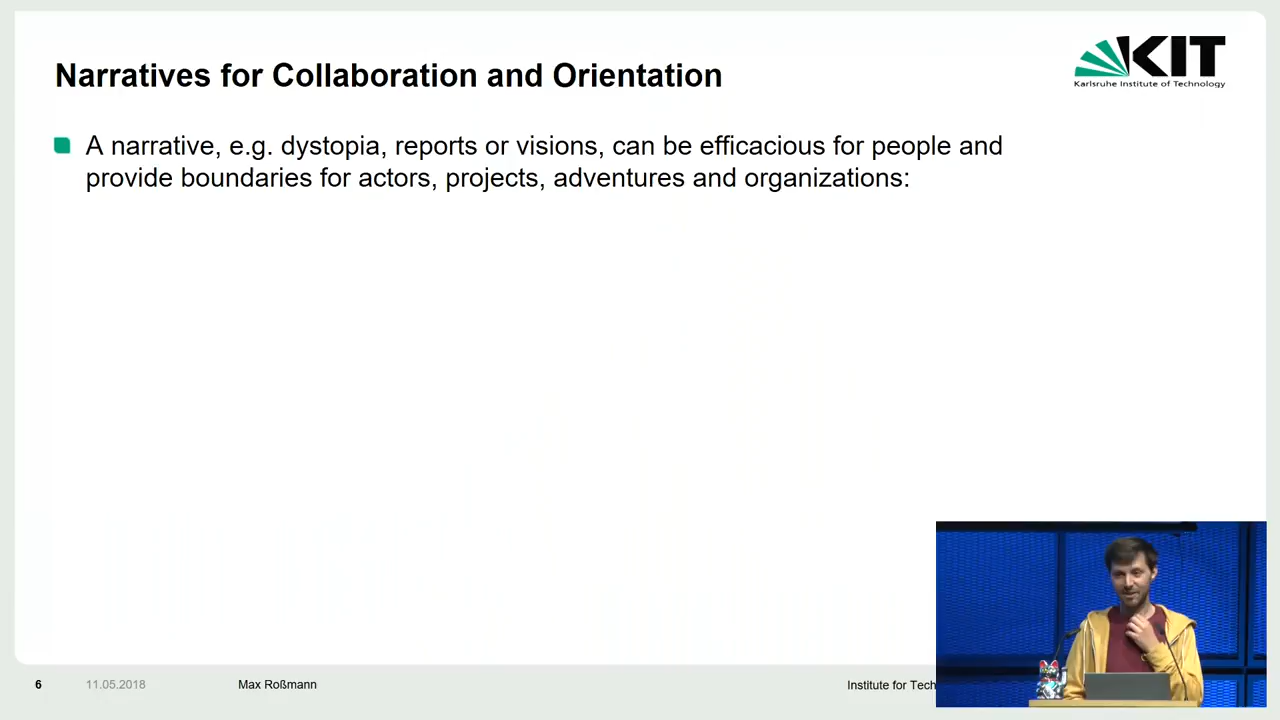 Narratives for Collaboration and Orientation
KIT
Karlsruhe Institute of Technology
A narrative, e.g. dystopia, reports or visions, can be efficacious for people and
provide boundaries for actors, projects, adventures and organizations:
6 11.05.2018 Max Roßmann Institute for Tech